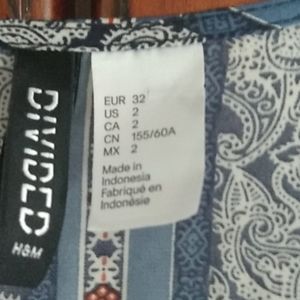 DIVIDED
H&M
EUR 32
US 2
CA 2
CN 155/60A
MX 2
Made in
Indonesia
Fabriqué en
Indonésie